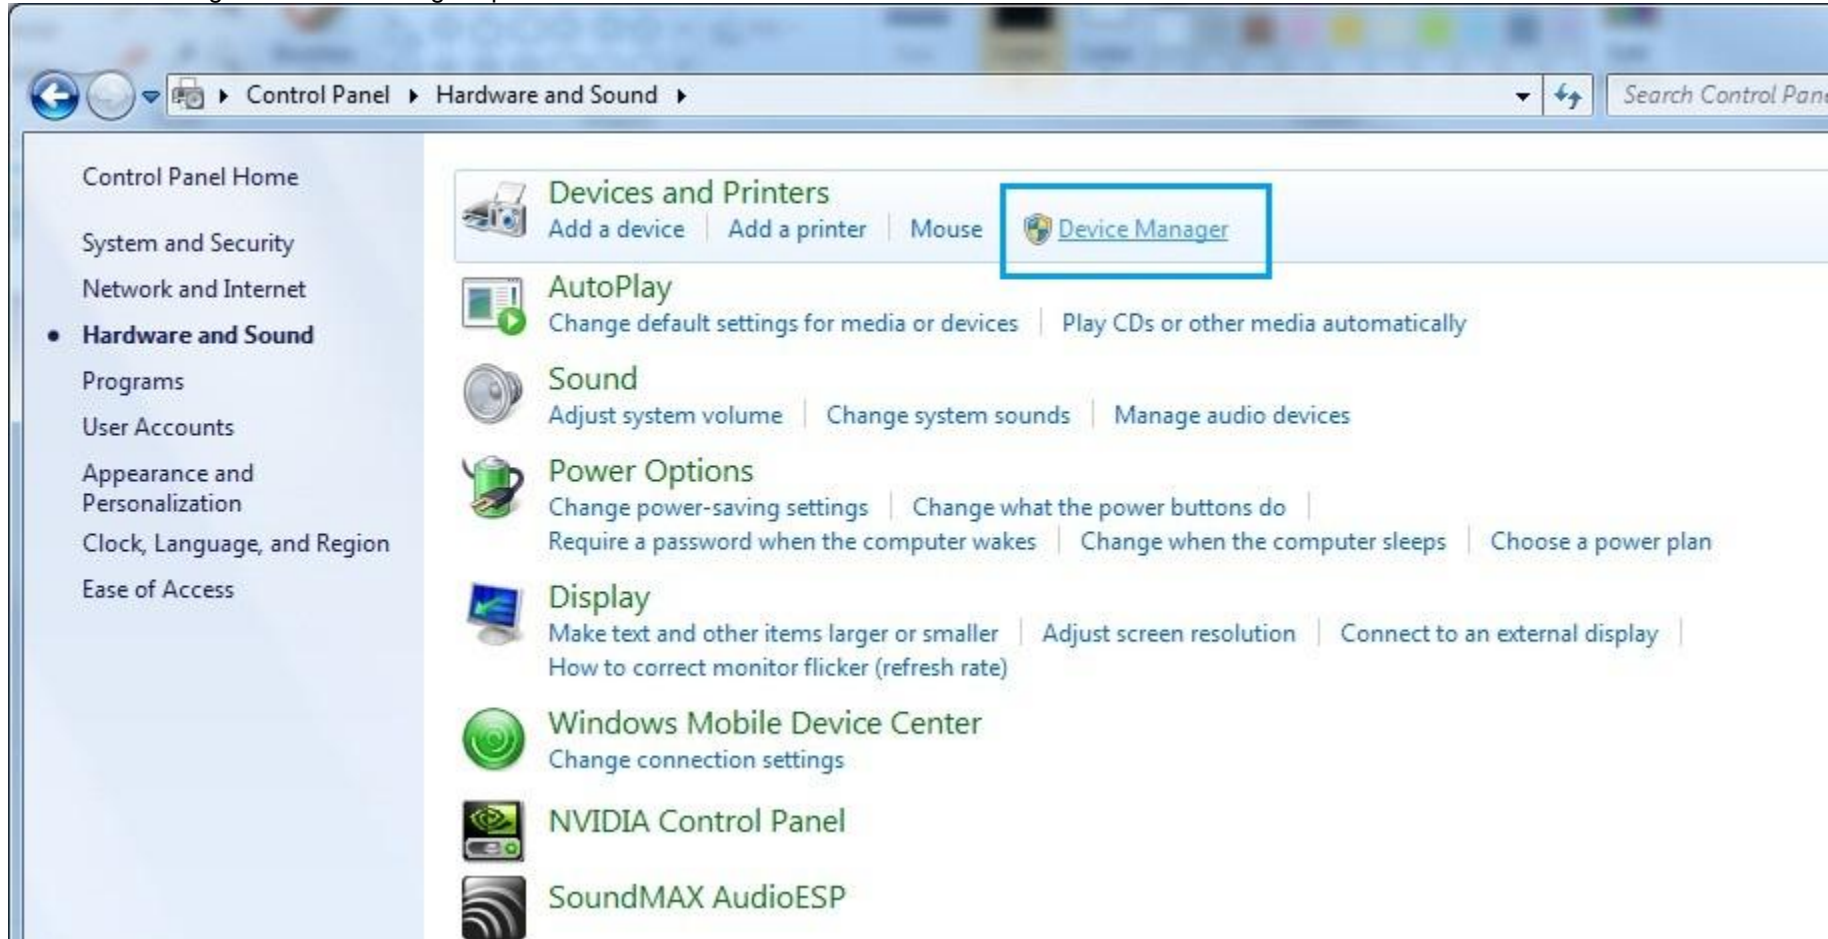 Control Panel Hardware and Sound
Search Control Pane
Control Panel Home
System and Security
Network and Internet
Hardware and Sound
Programs
User Accounts
Appearance and
Personalization
Clock, Language, and Region
Ease of Access
Devices and Printers
Add a device Add a printer Mouse Device Manager
AutoPlay
Change default settings for media or devices Play CDs or other media automatically
Sound
Adjust system volume Change system sounds Manage audio devices
Power Options
Change power-saving settings Change what the power buttons do
Require a password when the computer wakes Change when the computer sleeps Choose a power plan
Display
Make text and other items larger or smaller Adjust screen resolution Connect to an external display
How to correct monitor flicker (refresh rate)
Windows Mobile Device Center
Change connection settings
NVIDIA Control Panel
SoundMAX AudioESP